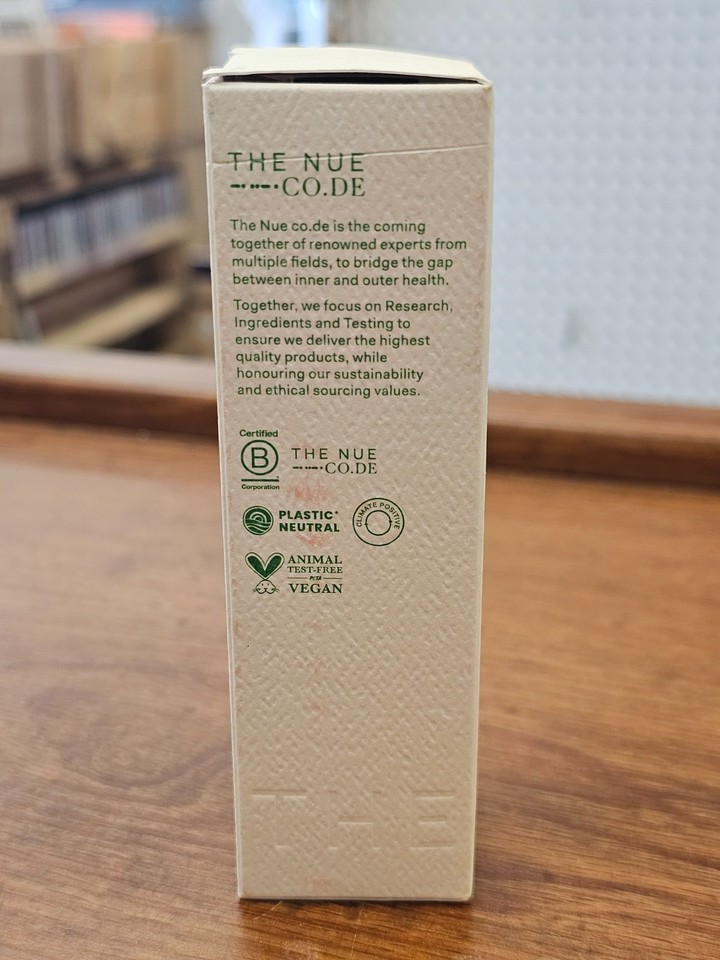 THE NUE
CO.DE
The Nue co.de is the coming
together of renowned experts from
multiple fields, to bridge the gap
between inner and outer health.
Together, we focus on Research,
Ingredients and Testing to
ensure we deliver the highest
quality products, while
honouring our sustainability
and ethical sourcing values.
Certified
B
Corporation
THE NUE
CO.DE
PLASTIC*
NEUTRAL
CLIMATE POSITIVE
ANIMAL
TEST-FREE
PETA
VEGAN
THE